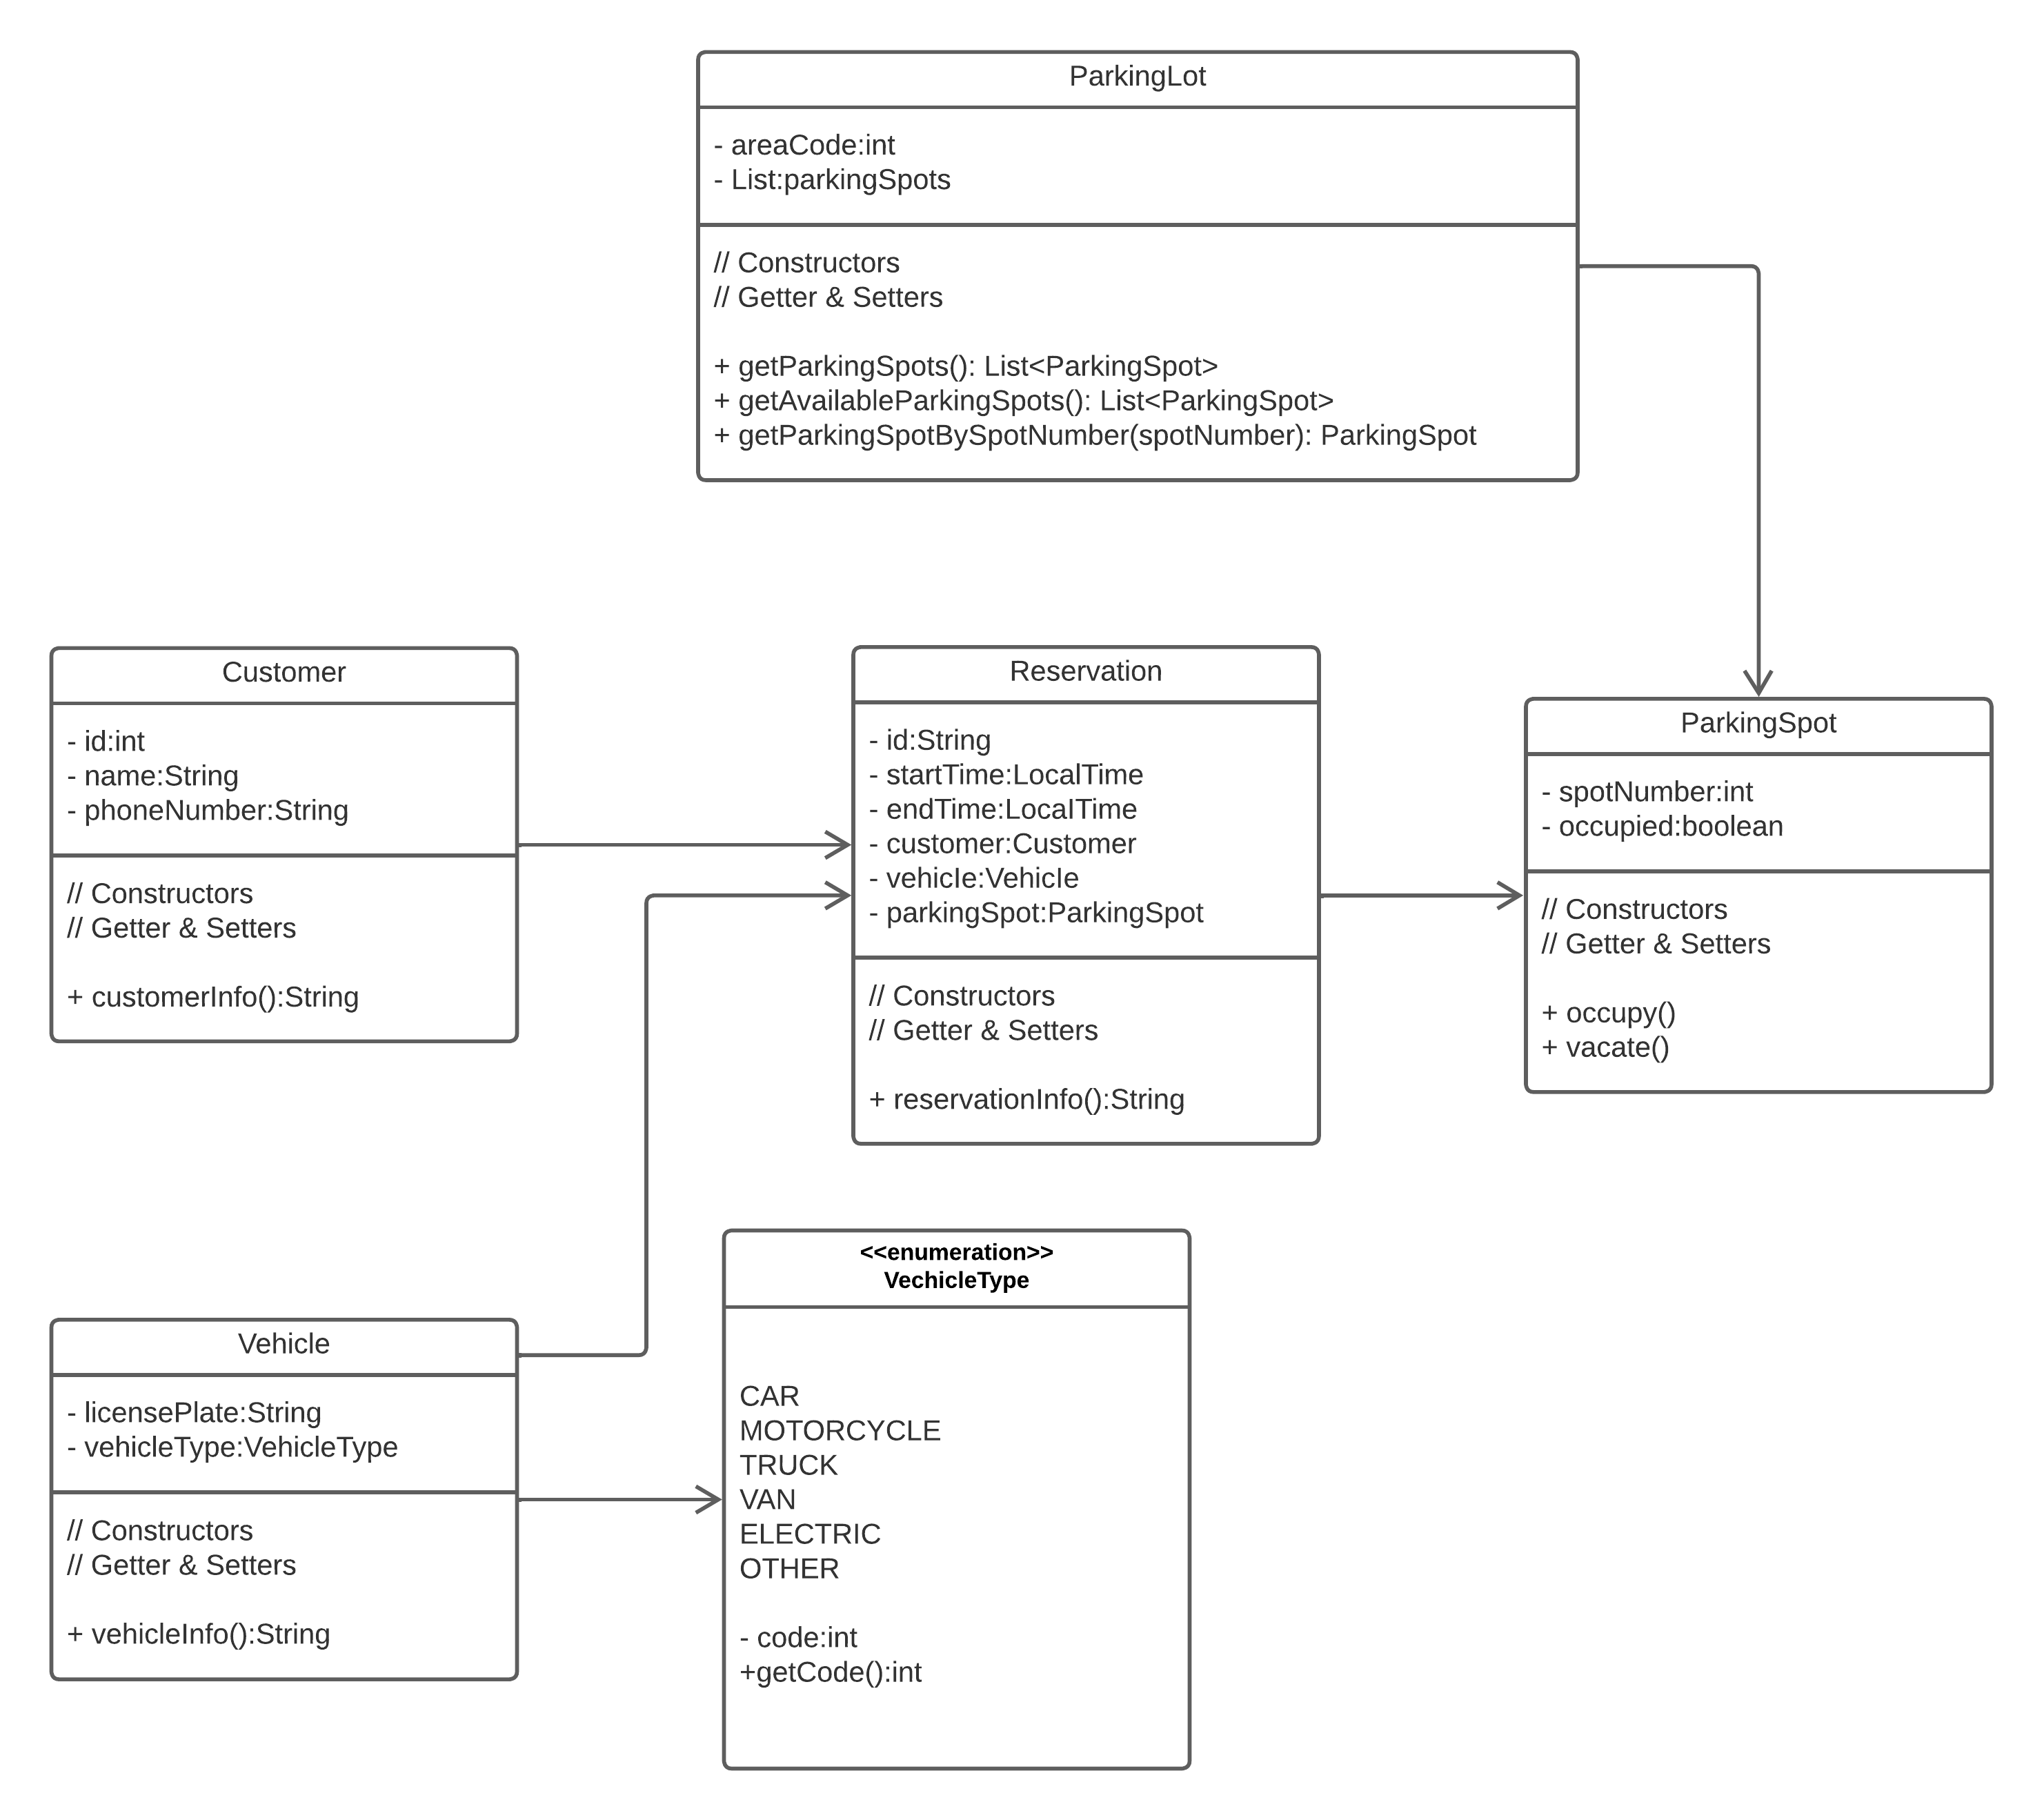 ParkingLot
- areaCode:int
- List:parkingSpots
// Constructors
// Getter & Setters
+ getParkingSpots(): List<ParkingSpot>
+ getAvailableParkingSpots(): List<ParkingSpot>
+ getParkingSpotBySpotNumber(spotNumber): ParkingSpot
Customer
- id:int
- name:String
- phoneNumber:String
// Constructors
// Getter & Setters
+ customerInfo():String
Reservation
- id:String
- startTime:LocalTime
- endTime:LocalTime
- customer:Customer
- vehicle:Vehicle
- parkingSpot:ParkingSpot
// Constructors
// Getter & Setters
+ reservationInfo():String
ParkingSpot
- spotNumber:int
- occupied:boolean
// Constructors
// Getter & Setters
+ occupy()
+ vacate()
Vehicle
- licensePlate:String
- vehicleType:VehicleType
// Constructors
// Getter & Setters
+ vehicleInfo():String
<<enumeration>>
VechicleType
CAR
MOTORCYCLE
TRUCK
VAN
ELECTRIC
OTHER
- code:int
+getCode():int